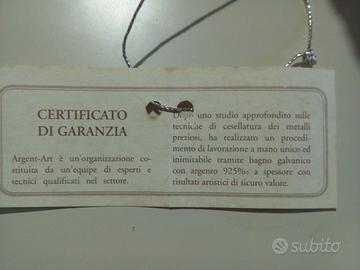 CERTIFICATO
DI GARANZIA
Argent-Art è un'organizzazione co-
stituita da un'equipe di esperti e
tecnici qualificati nel settore.
Dopo uno studio approfondito sulle
tecniche di cesellatura dei metalli
preziosi, ha realizzato un procedi-
mento di lavorazione a mano unico ed
inimitabile tramite bagno galvanico
con argento 925‰ a spessore con
risultati artistici di sicuro valore.
subito